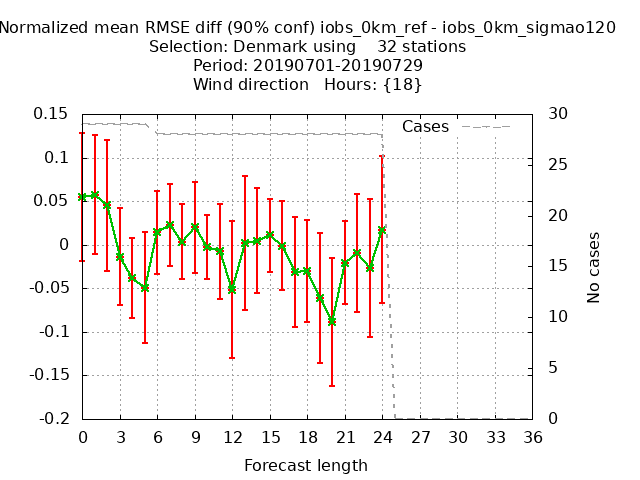 Normalized mean RMSE diff (90% conf) iobs_0km_ref - iobs_0km_sigmao120
Selection: Denmark using 32 stations
Period: 20190701-20190729
Wind direction Hours: {18}
0.15 30
Cases
0.1 25
0.05 20
0 15
-0.05 10
-0.1 5
-0.15 0
-0.2
No cases
0 3 6 9 12 15 18 21 24 27 30 33 36
Forecast length